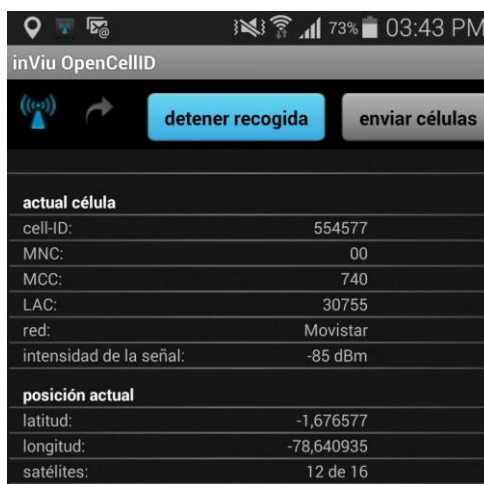 73% 03:43 PM
inViu OpenCellID
detener recogida enviar células
actual célula
cell-ID: 554577
MNC: 00
MCC: 740
LAC: 30755
red: Movistar
intensidad de la señal: -85 dBm
posición actual
latitud: -1,676577
longitud: -78,640935
satélites: 12 de 16